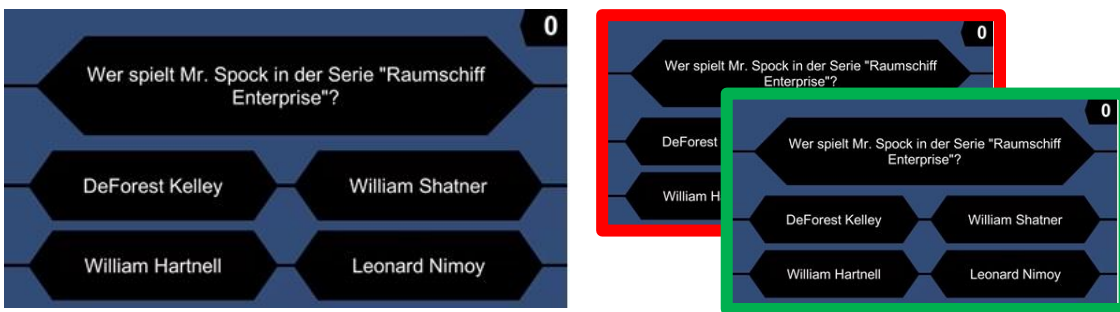 0
Wer spielt Mr. Spock in der Serie "Raumschiff
Enterprise"?
DeForest Kelley
William Shatner
William Hartnell
Leonard Nimoy
0
Wer spielt Mr. Spock in der Serie "Raumschiff
Enterprise"?
DeForest
William H
0
Wer spielt Mr. Spock in der Serie "Raumschiff
Enterprise"?
DeForest Kelley
William Shatner
William Hartnell
Leonard Nimoy